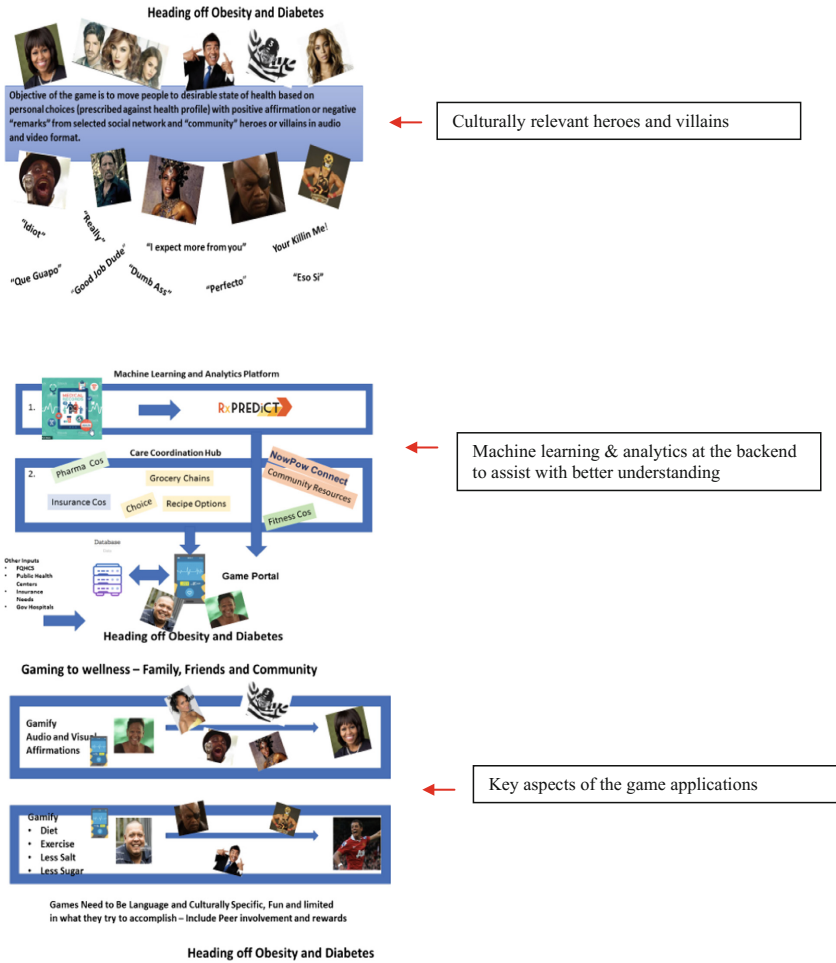 Heading off Obesity and Diabetes
Objective of the game is to move people to desirable state of health based on
personal choices (prescribed against health profile) with positive affirmation or negative
"remarks" from selected social network and "community" heroes or villains in audio
and video format.
Culturally relevant heroes and villains
"Idiot"
"Really"
"I expect more from you"
Your Killin Me!
"Que Guapo"
"Good Job Dude"
"Dumb Ass"
"Perfecto"
"Eso Si"
Machine Learning and Analytics Platform
1.
MEDICAL
RxPREDiCT
Care Coordination Hub
2.
Pharma Cos
Grocery Chains
NowPow Connect
Community Resources
Insurance Cos
Choice
Recipe Options
Fitness Cos
Machine learning & analytics at the backend
to assist with better understanding
Database
Other Inputs
• FQHCS
• Public Health
Centers
• Insurance
Needs
• Gov Hospitals
Game Portal
Heading off Obesity and Diabetes
Gaming to wellness – Family, Friends and Community
Gamify
Audio and Visual
Affirmations
Key aspects of the game applications
Gamify
• Diet
• Exercise
• Less Salt
• Less Sugar
Games Need to Be Language and Culturally Specific, Fun and limited
in what they try to accomplish – Include Peer involvement and rewards
Heading off Obesity and Diabetes